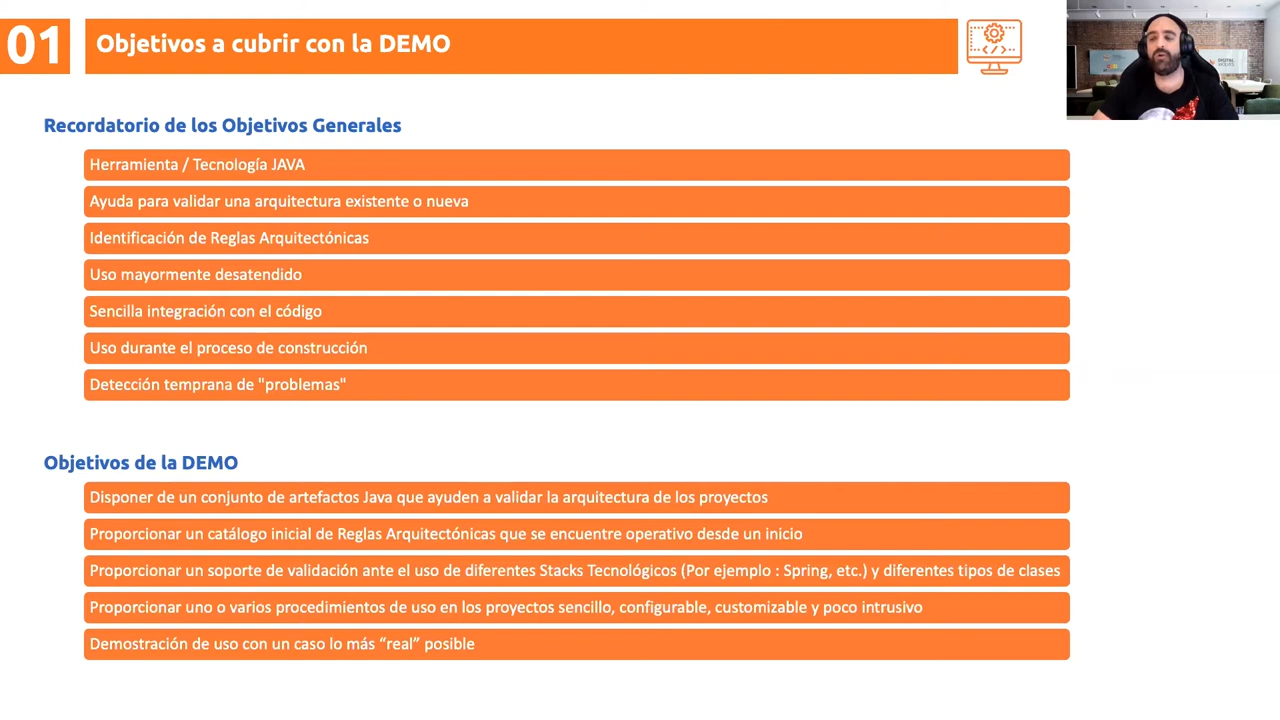 01
Objetivos a cubrir con la DEMO
Recordatorio de los Objetivos Generales
Herramienta / Tecnología JAVA
Ayuda para validar una arquitectura existente o nueva
Identificación de Reglas Arquitectónicas
Uso mayormente desatendido
Sencilla integración con el código
Uso durante el proceso de construcción
Detección temprana de "problemas"
Objetivos de la DEMO
Disponer de un conjunto de artefactos Java que ayuden a validar la arquitectura de los proyectos
Proporcionar un catálogo inicial de Reglas Arquitectónicas que se encuentre operativo desde un inicio
Proporcionar un soporte de validación ante el uso de diferentes Stacks Tecnológicos (Por ejemplo : Spring, etc.) y diferentes tipos de clases
Proporcionar uno o varios procedimientos de uso en los proyectos sencillo, configurable, customizable y poco intrusivo
Demostración de uso con un caso lo más “real” posible